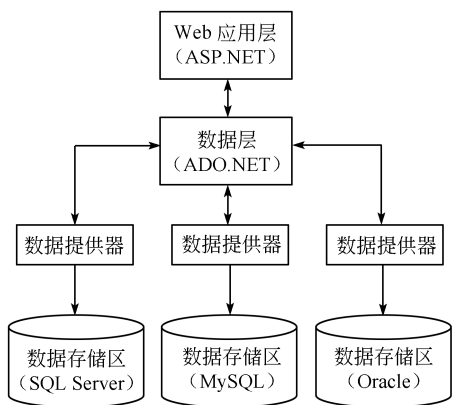 Web 应用层
（ASP.NET）
数据层
（ADO.NET）
数据提供器
数据提供器
数据提供器
数据存储区
（SQL Server）
数据存储区
（MySQL）
数据存储区
（Oracle）